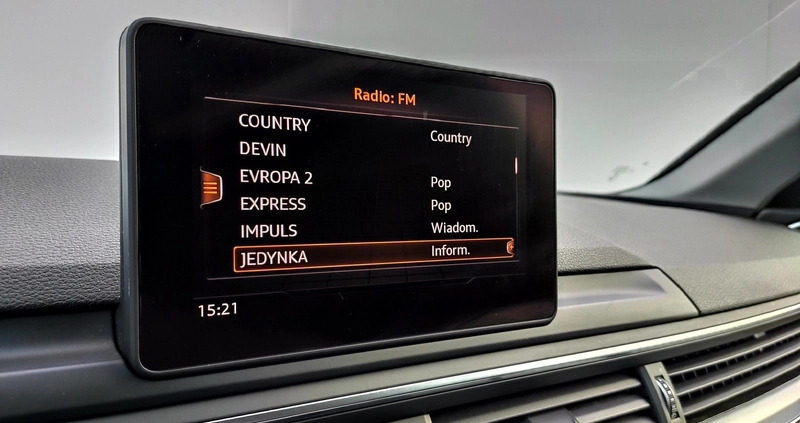 Radio: FM
COUNTRY Country
DEVIN
EVROPA 2 Pop
EXPRESS Pop
IMPULS Wiadom.
JEDYNKA Inform.
15:21